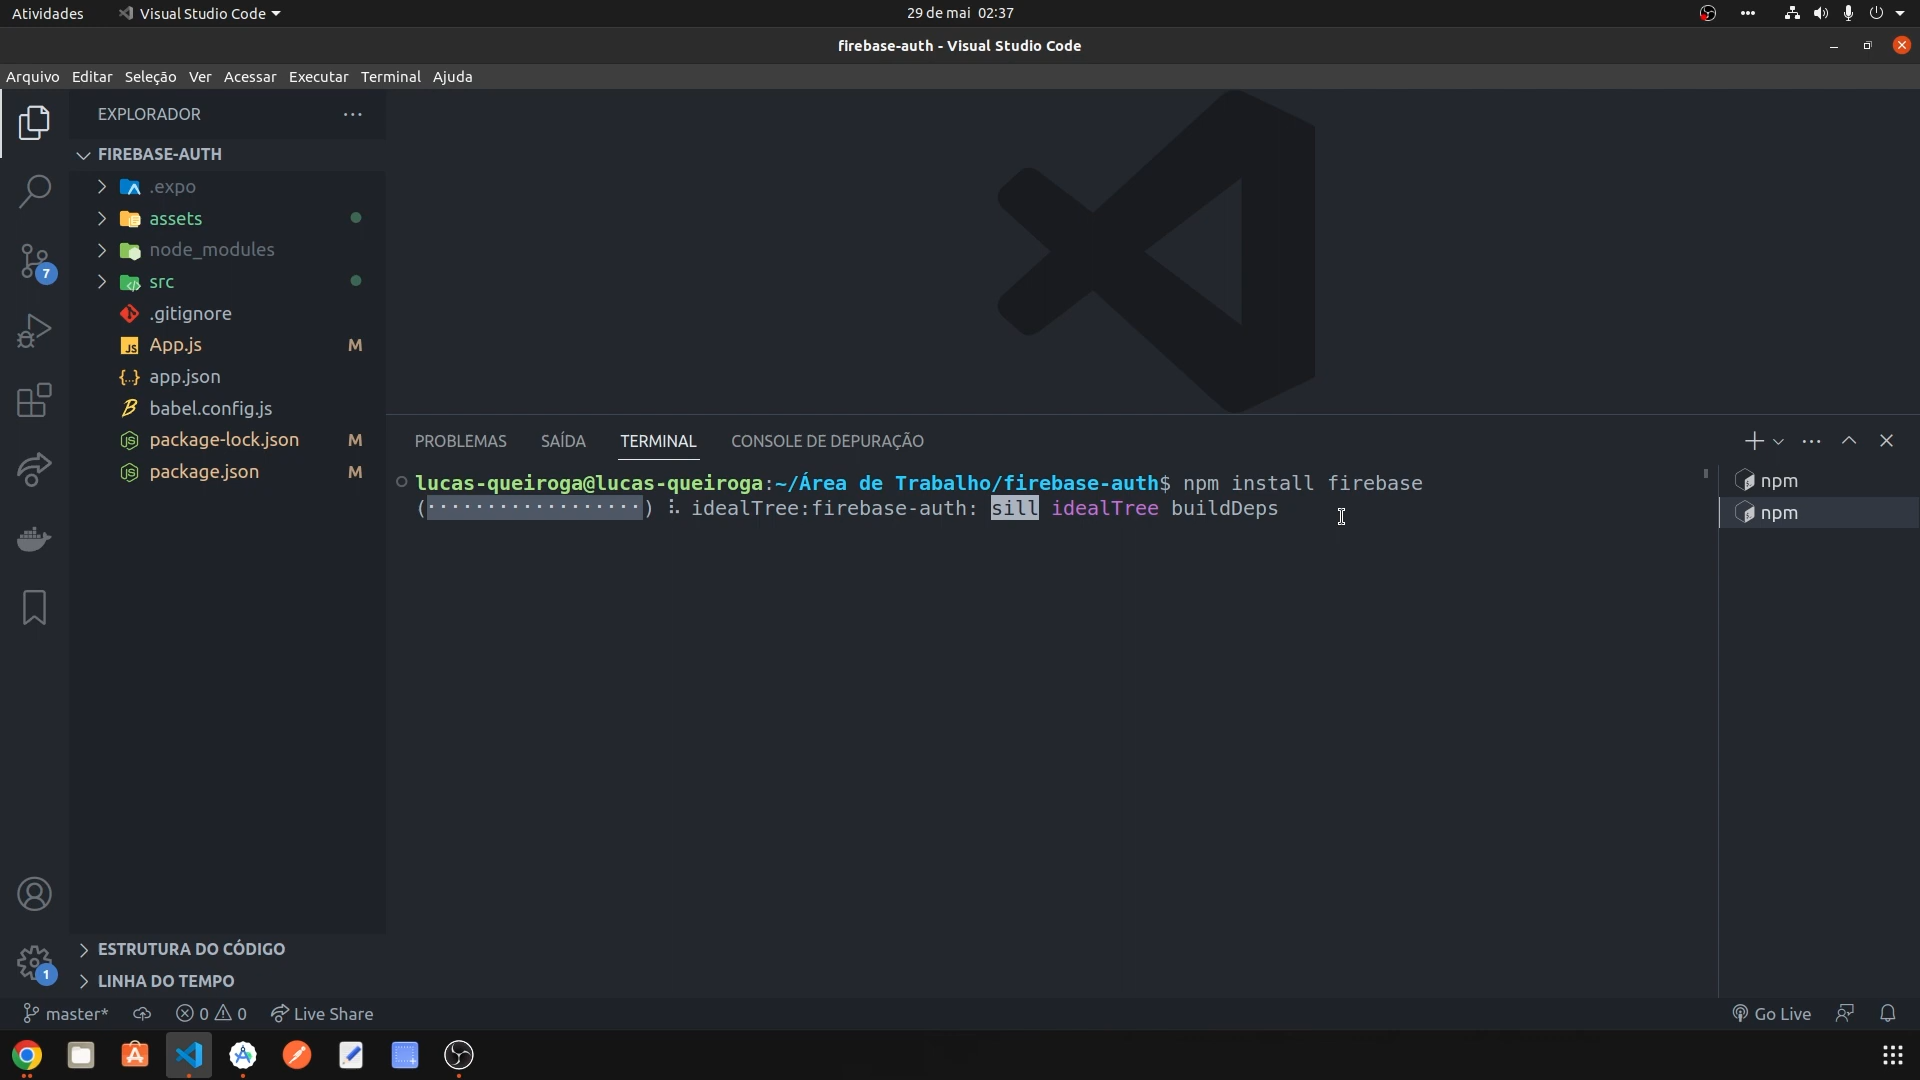 Atividades
Visual Studio Code
29 de mai 02:37
firebase-auth - Visual Studio Code
Arquivo Editar Seleção Ver Acessar Executar Terminal Ajuda
EXPLORADOR
FIREBASE-AUTH
.expo
assets
node_modules
src
.gitignore
App.js M
app.json
babel.config.js
package-lock.json M
package.json M
7
PROBLEMAS SAÍDA TERMINAL CONSOLE DE DEPURAÇÃO
lucas-queiroga@lucas-queiroga:~/Área de Trabalho/firebase-auth$ npm install firebase
(..................) ⠧ idealTree:firebase-auth: sill idealTree buildDeps
npm
npm
1
ESTRUTURA DO CÓDIGO
LINHA DO TEMPO
master* 0 0 Live Share
Go Live